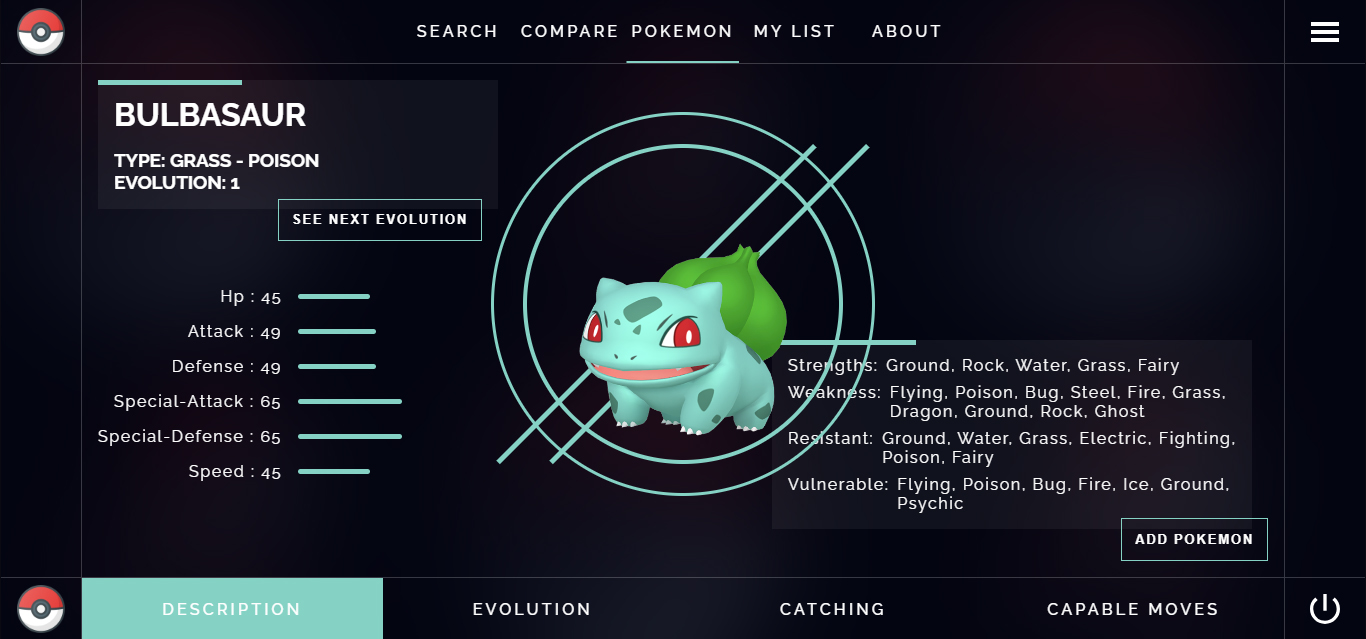 SEARCH COMPARE POKEMON MY LIST ABOUT
BULBASAUR
TYPE: GRASS - POISON
EVOLUTION: 1
SEE NEXT EVOLUTION
Hp : 45
Attack : 49
Defense : 49
Special-Attack : 65
Special-Defense : 65
Speed : 45
Strengths: Ground, Rock, Water, Grass, Fairy
Weakness: Flying, Poison, Bug, Steel, Fire, Grass,
Dragon, Ground, Rock, Ghost
Resistant: Ground, Water, Grass, Electric, Fighting,
Poison, Fairy
Vulnerable: Flying, Poison, Bug, Fire, Ice, Ground,
Psychic
ADD POKEMON
DESCRIPTION EVOLUTION CATCHING CAPABLE MOVES